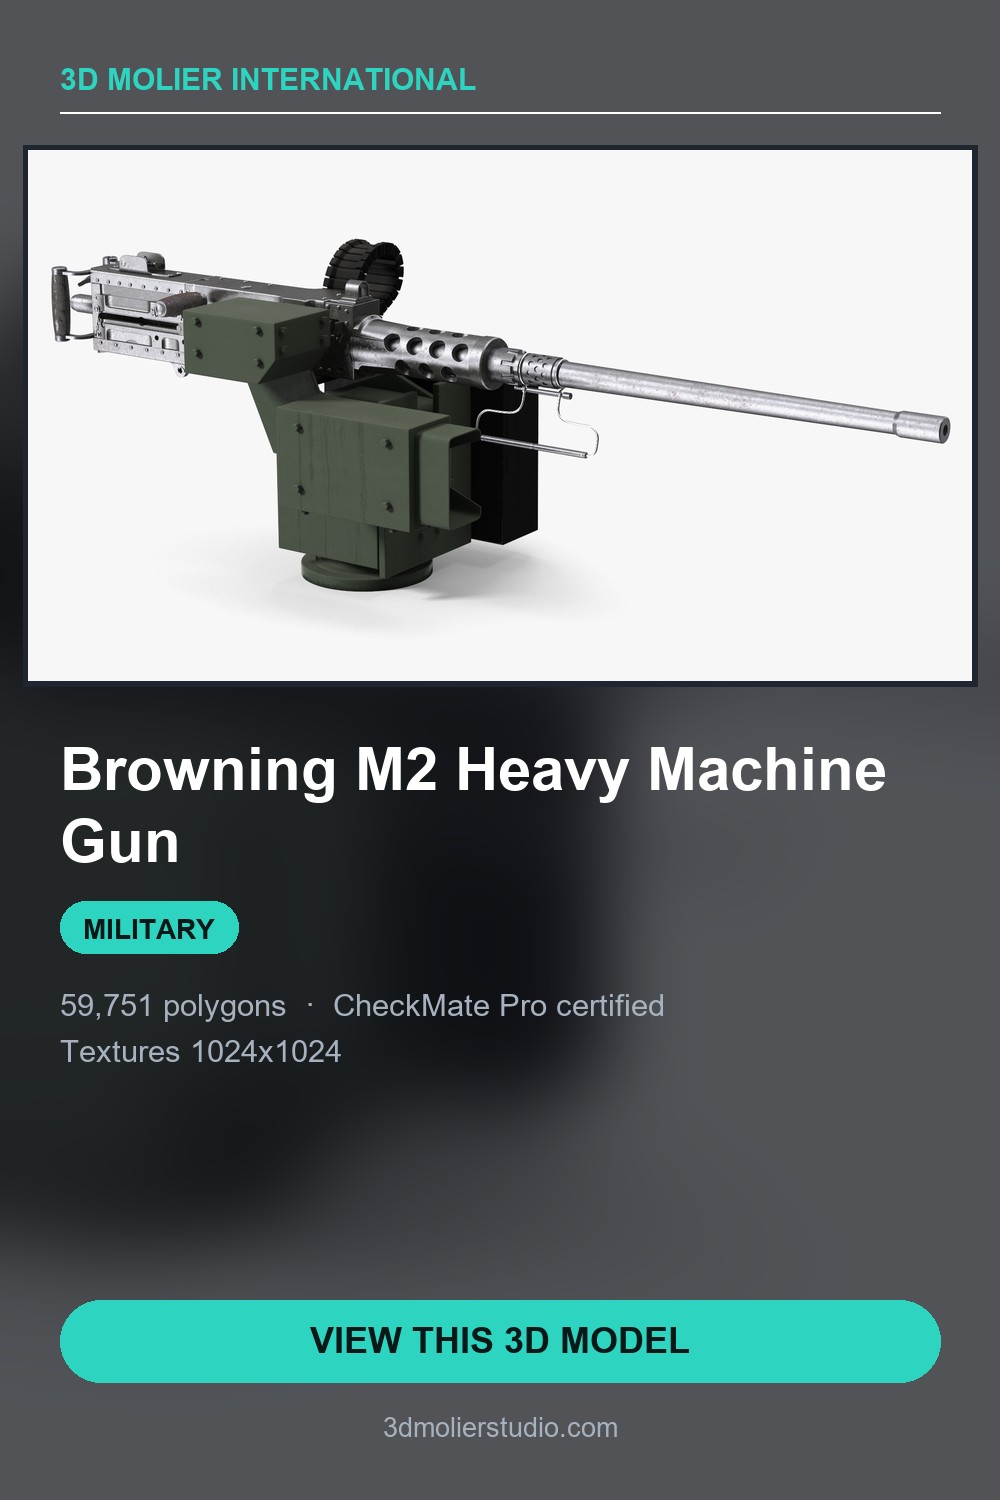 3D MOLIER INTERNATIONAL
Browning M2 Heavy Machine
Gun
MILITARY
59,751 polygons · CheckMate Pro certified
Textures 1024x1024
VIEW THIS 3D MODEL
3dmolierstudio.com